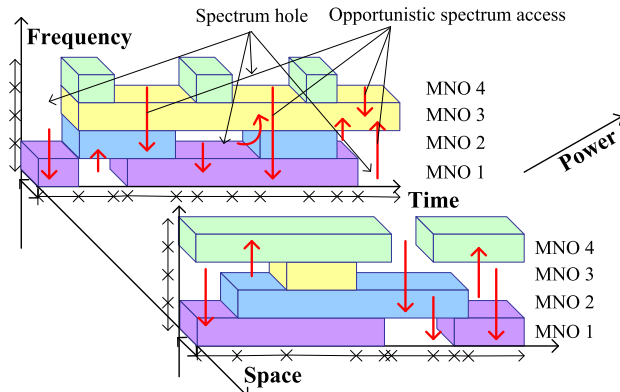 Spectrum hole
Opportunistic spectrum access
Frequency
MNO 4
MNO 3
MNO 2
MNO 1
Power
Time
MNO 4
MNO 3
MNO 2
MNO 1
Space